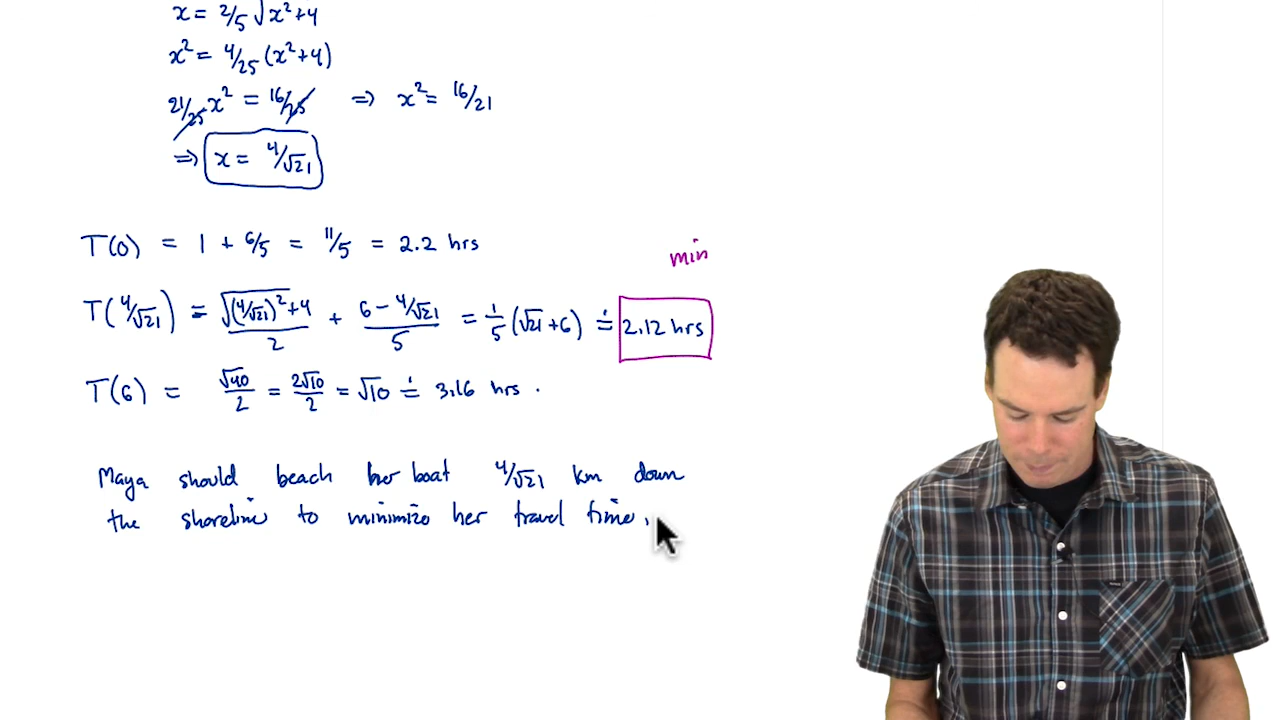 x = 2/5 √x²+4
x² = 4/25 (x²+4)
21/25 x² = 16/25 ⇒ x² = 16/21
⇒ x = 4/√21
T(0) = 1 + 6/5 = 11/5 = 2.2 hrs
min
T(4/√21) = √(4/√21)²+4 / 2 + 6 - 4/√21 / 5 = 1/5 (√21 + 6) ≐ 2.12 hrs
T(6) = √40/2 = 2√10/2 = √10 ≐ 3.16 hrs.
Maya should beach her boat 4/√21 km down
the shoreline to minimize her travel time.